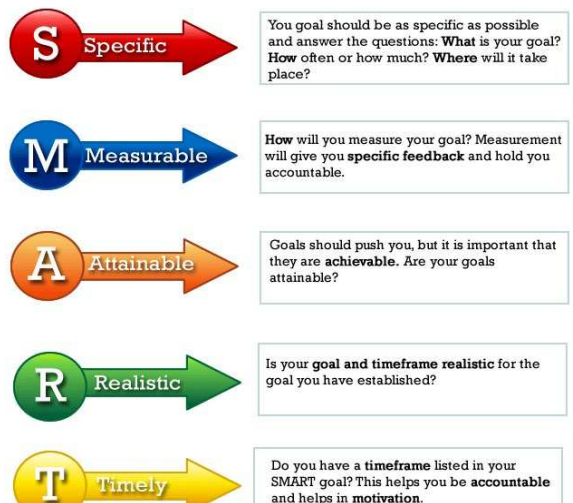 S Specific
You goal should be as specific as possible
and answer the questions: What is your goal?
How often or how much? Where will it take
place?
M Measurable
How will you measure your goal? Measurement
will give you specific feedback and hold you
accountable.
A Attainable
Goals should push you, but it is important that
they are achievable. Are your goals
attainable?
R Realistic
Is your goal and timeframe realistic for the
goal you have established?
T Timely
Do you have a timeframe listed in your
SMART goal? This helps you be accountable
and helps in motivation.